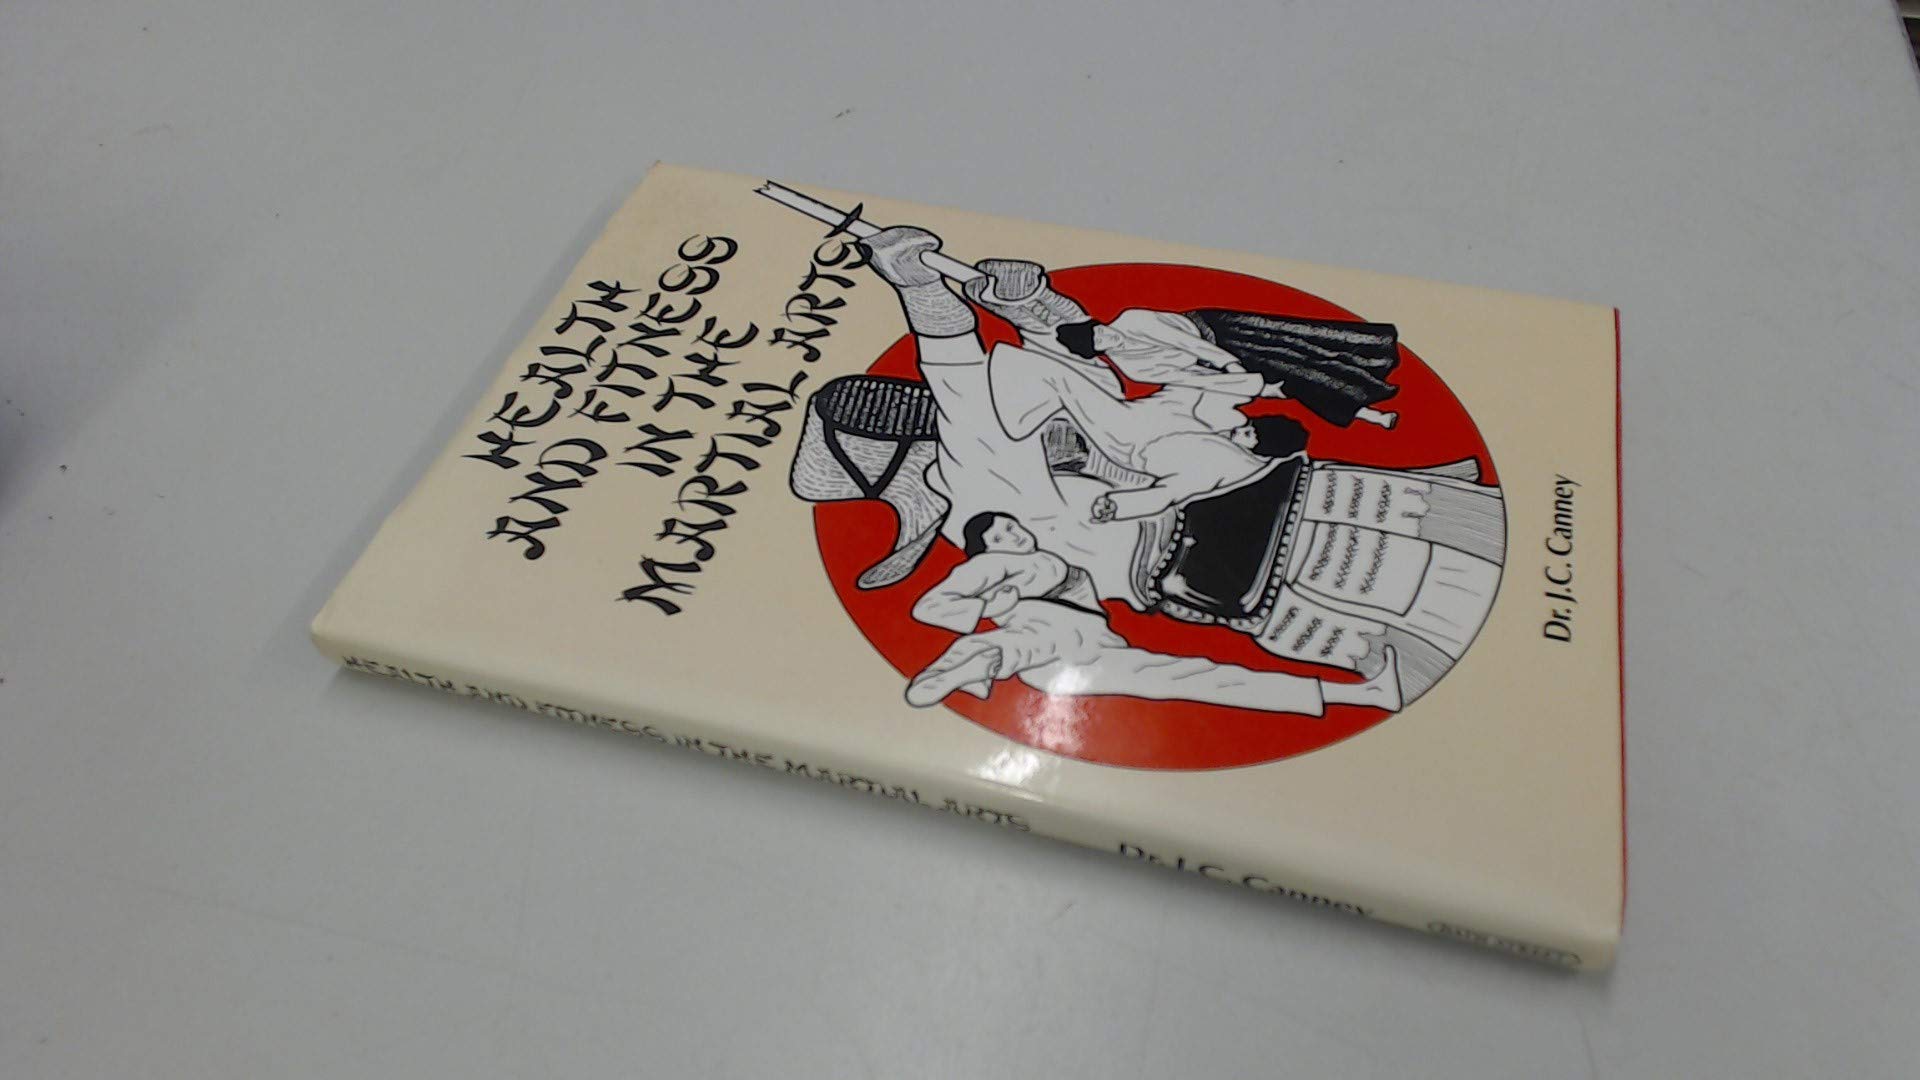 HEALTH
AND FITNESS
IN THE
MARTIAL ARTS
Dr. J.C. Canney
HEALTH AND FITNESS IN THE MARTIAL ARTS
Dr. J.C. Canney